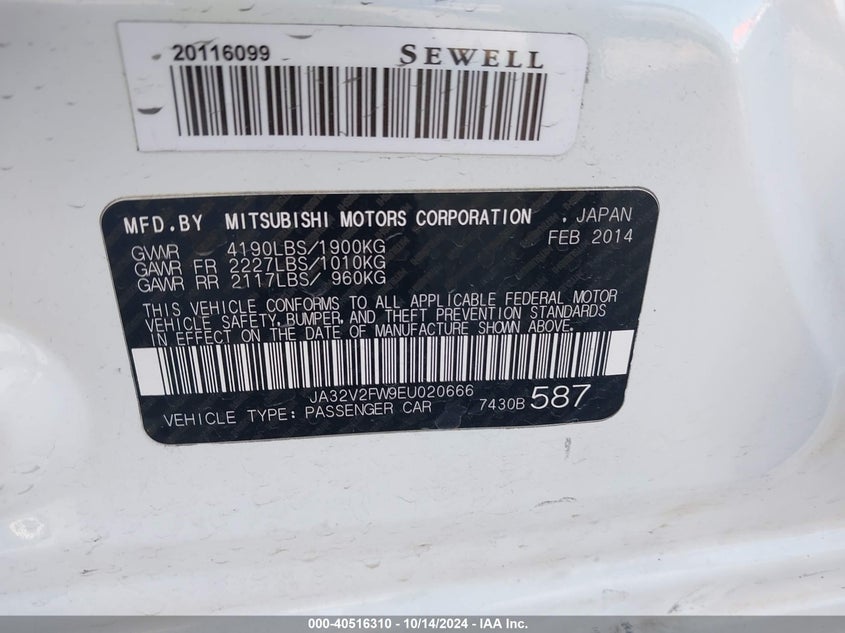 20116099 SEWELL
MFD.BY MITSUBISHI MOTORS CORPORATION , JAPAN
GVWR 4190LBS/1900KG FEB 2014
GAWR FR 2227LBS/1010KG
GAWR RR 2117LBS/ 960KG
THIS VEHICLE CONFORMS TO ALL APPLICABLE FEDERAL MOTOR
VEHICLE SAFETY, BUMPER, AND THEFT PREVENTION STANDARDS
IN EFFECT ON THE DATE OF MANUFACTURE SHOWN ABOVE.
JA32V2FW9EU020666
VEHICLE TYPE: PASSENGER CAR 7430B 587
000-40516310 - 10/14/2024 - IAA Inc.